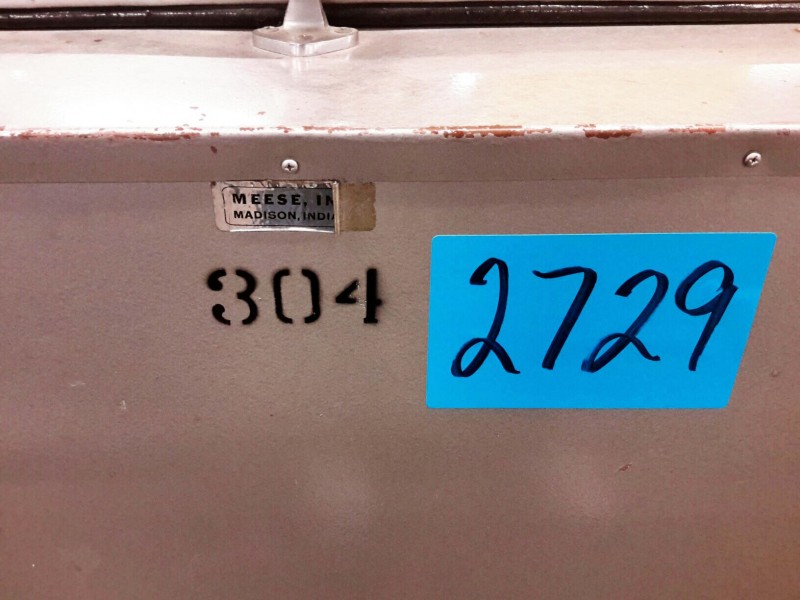 MEESE, IN
MADISON, INDIA
304
2729